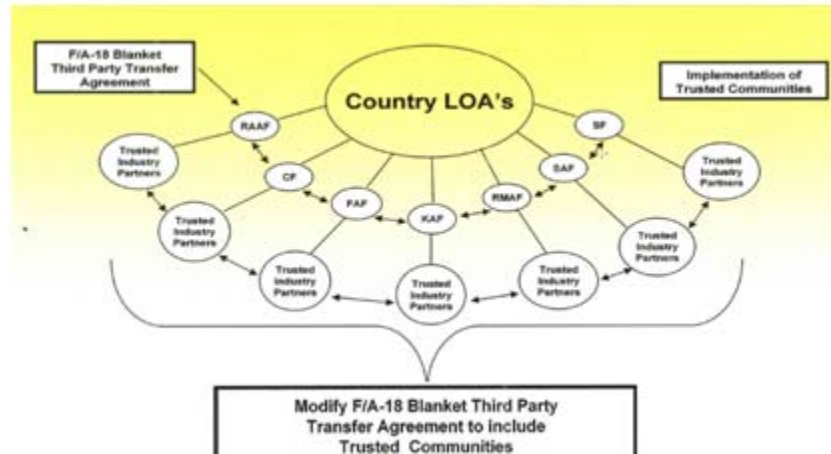 F/A-18 Blanket
Third Party Transfer
Agreement
Country LOA's
Implementation of
Trusted Communities
RAAF
CF
FAF
KAF
RMAF
SAF
SF
Trusted
Industry
Partners
Trusted
Industry
Partners
Trusted
Industry
Partners
Trusted
Industry
Partners
Trusted
Industry
Partners
Trusted
Industry
Partners
Trusted
Industry
Partners
Modify F/A-18 Blanket Third Party
Transfer Agreement to include
Trusted Communities